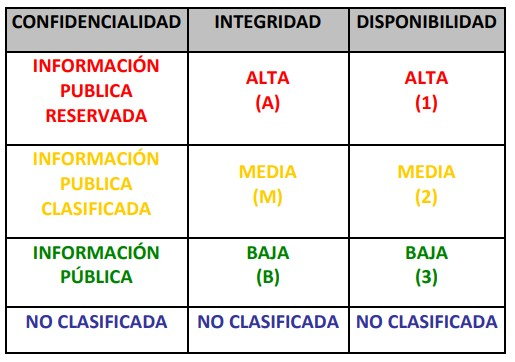 CONFIDENCIALIDAD INTEGRIDAD DISPONIBILIDAD
INFORMACIÓN
PUBLICA
RESERVADA
ALTA
(A)
ALTA
(1)
INFORMACIÓN
PUBLICA
CLASIFICADA
MEDIA
(M)
MEDIA
(2)
INFORMACIÓN
PÚBLICA
BAJA
(B)
BAJA
(3)
NO CLASIFICADA NO CLASIFICADA NO CLASIFICADA